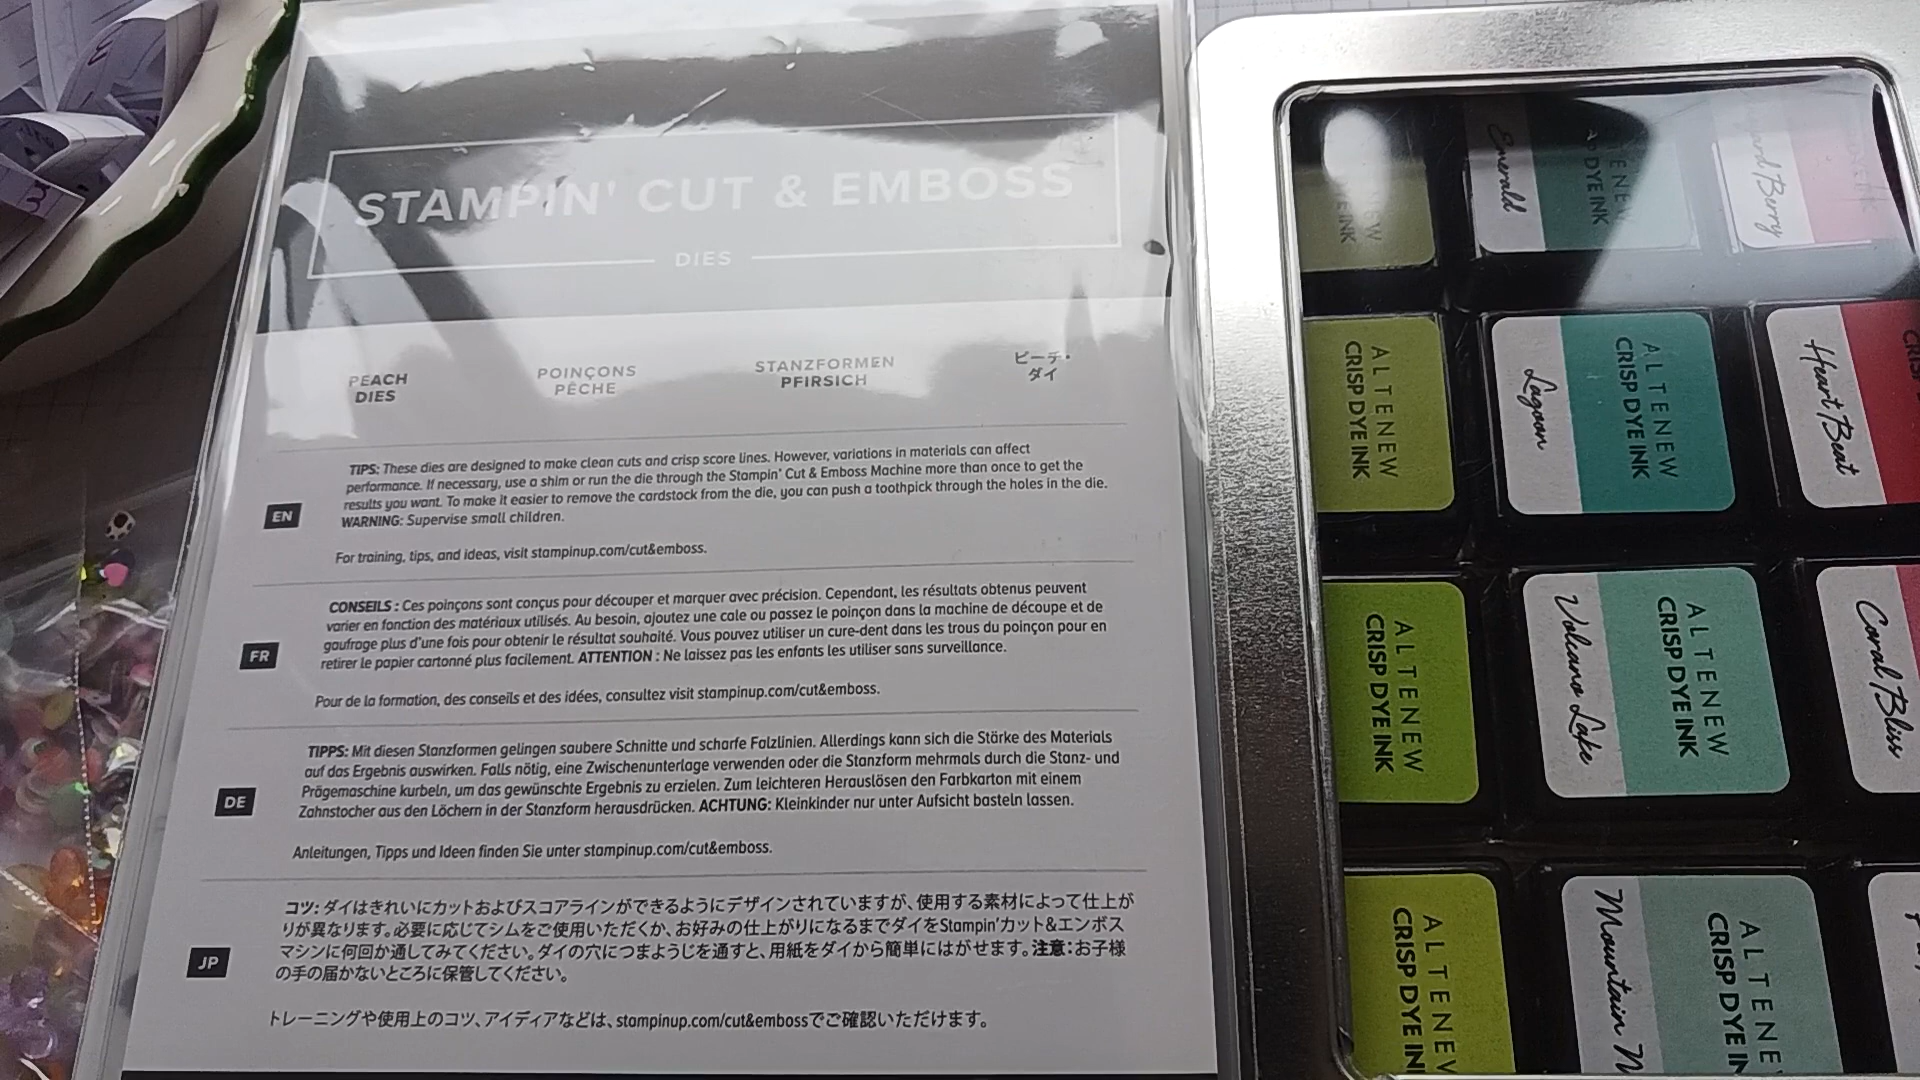 STAMPIN' CUT & EMBOSS
DIES
PEACH
DIES
POINÇONS
PÊCHE
STANZFORMEN
PFIRSICH
ピーチ・
ダイ
EN
TIPS: These dies are designed to make clean cuts and crisp score lines. However, variations in materials can affect
performance. If necessary, use a shim or run the die through the Stampin' Cut & Emboss Machine more than once to get the
results you want. To make it easier to remove the cardstock from the die, you can push a toothpick through the holes in the die.
WARNING: Supervise small children.
For training, tips, and ideas, visit stampinup.com/cut&emboss.
FR
CONSEILS : Ces poinçons sont conçus pour découper et marquer avec précision. Cependant, les résultats obtenus peuvent
varier en fonction des matériaux utilisés. Au besoin, ajoutez une cale ou passez le poinçon dans la machine de découpe et de
gaufrage plus d'une fois pour obtenir le résultat souhaité. Vous pouvez utiliser un cure-dent dans les trous du poinçon pour en
retirer le papier cartonné plus facilement. ATTENTION : Ne laissez pas les enfants les utiliser sans surveillance.
Pour de la formation, des conseils et des idées, consultez visit stampinup.com/cut&emboss.
DE
TIPPS: Mit diesen Stanzformen gelingen saubere Schnitte und scharfe Falzlinien. Allerdings kann sich die Stärke des Materials
auf das Ergebnis auswirken. Falls nötig, eine Zwischenunterlage verwenden oder die Stanzform mehrmals durch die Stanz- und
Prägemaschine kurbeln, um das gewünschte Ergebnis zu erzielen. Zum leichteren Herauslösen den Farbkarton mit einem
Zahnstocher aus den Löchern in der Stanzform herausdrücken. ACHTUNG: Kleinkinder nur unter Aufsicht basteln lassen.
Anleitungen, Tipps und Ideen finden Sie unter stampinup.com/cut&emboss.
JP
コツ: ダイはきれいにカットおよびスコアラインができるようにデザインされていますが、使用する素材によって仕上が
りが異なります。必要に応じてシムをご使用いただくか、お好みの仕上がりになるまでダイをStampin'カット&エンボス
マシンに何回か通してみてください。ダイの穴につまようじを通すと、用紙をダイから簡単にはがせます。注意：お子様
の手の届かないところに保管してください。
トレーニングや使用上のコツ、アイディアなどは、stampinup.com/cut&embossでご確認いただけます。
Emerald
DYE INK
Berry
ALTENEW
CRISP DYE INK
ALTENEW
CRISP DYE INK
Lagoon
Heart Beat
ALTENEW
CRISP DYE INK
ALTENEW
CRISP DYE INK
Volcano Lake
Coral Bliss
ALTENEW
CRISP DYE IN
ALTEN
CRISP DYE IN
Mountain